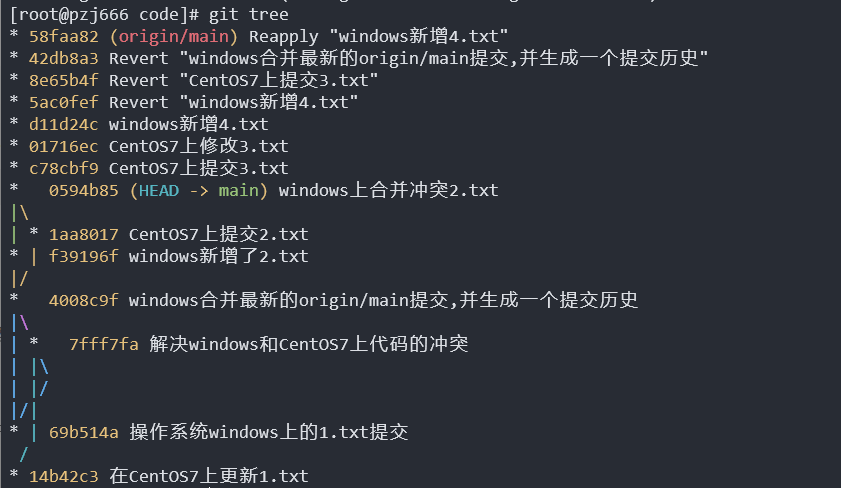 [root@pzj666 code]# git tree
* 58faa82 (origin/main) Reapply "windows新增4.txt"
* 42db8a3 Revert "windows合并最新的origin/main提交,并生成一个提交历史"
* 8e65b4f Revert "CentOS7上提交3.txt"
* 5ac0fef Revert "windows新增4.txt"
* d11d24c windows新增4.txt
* 01716ec CentOS7上修改3.txt
* c78cbf9 CentOS7上提交3.txt
*   0594b85 (HEAD -> main) windows上合并冲突2.txt
|\
| * 1aa8017 CentOS7上提交2.txt
* | f39196f windows新增了2.txt
|/
*   4008c9f windows合并最新的origin/main提交,并生成一个提交历史
|\
| *   7fff7fa 解决windows和CentOS7上代码的冲突
| |\
| |/
|/|
* | 69b514a 操作系统windows上的1.txt提交
 /
* 14b42c3 在CentOS7上更新1.txt